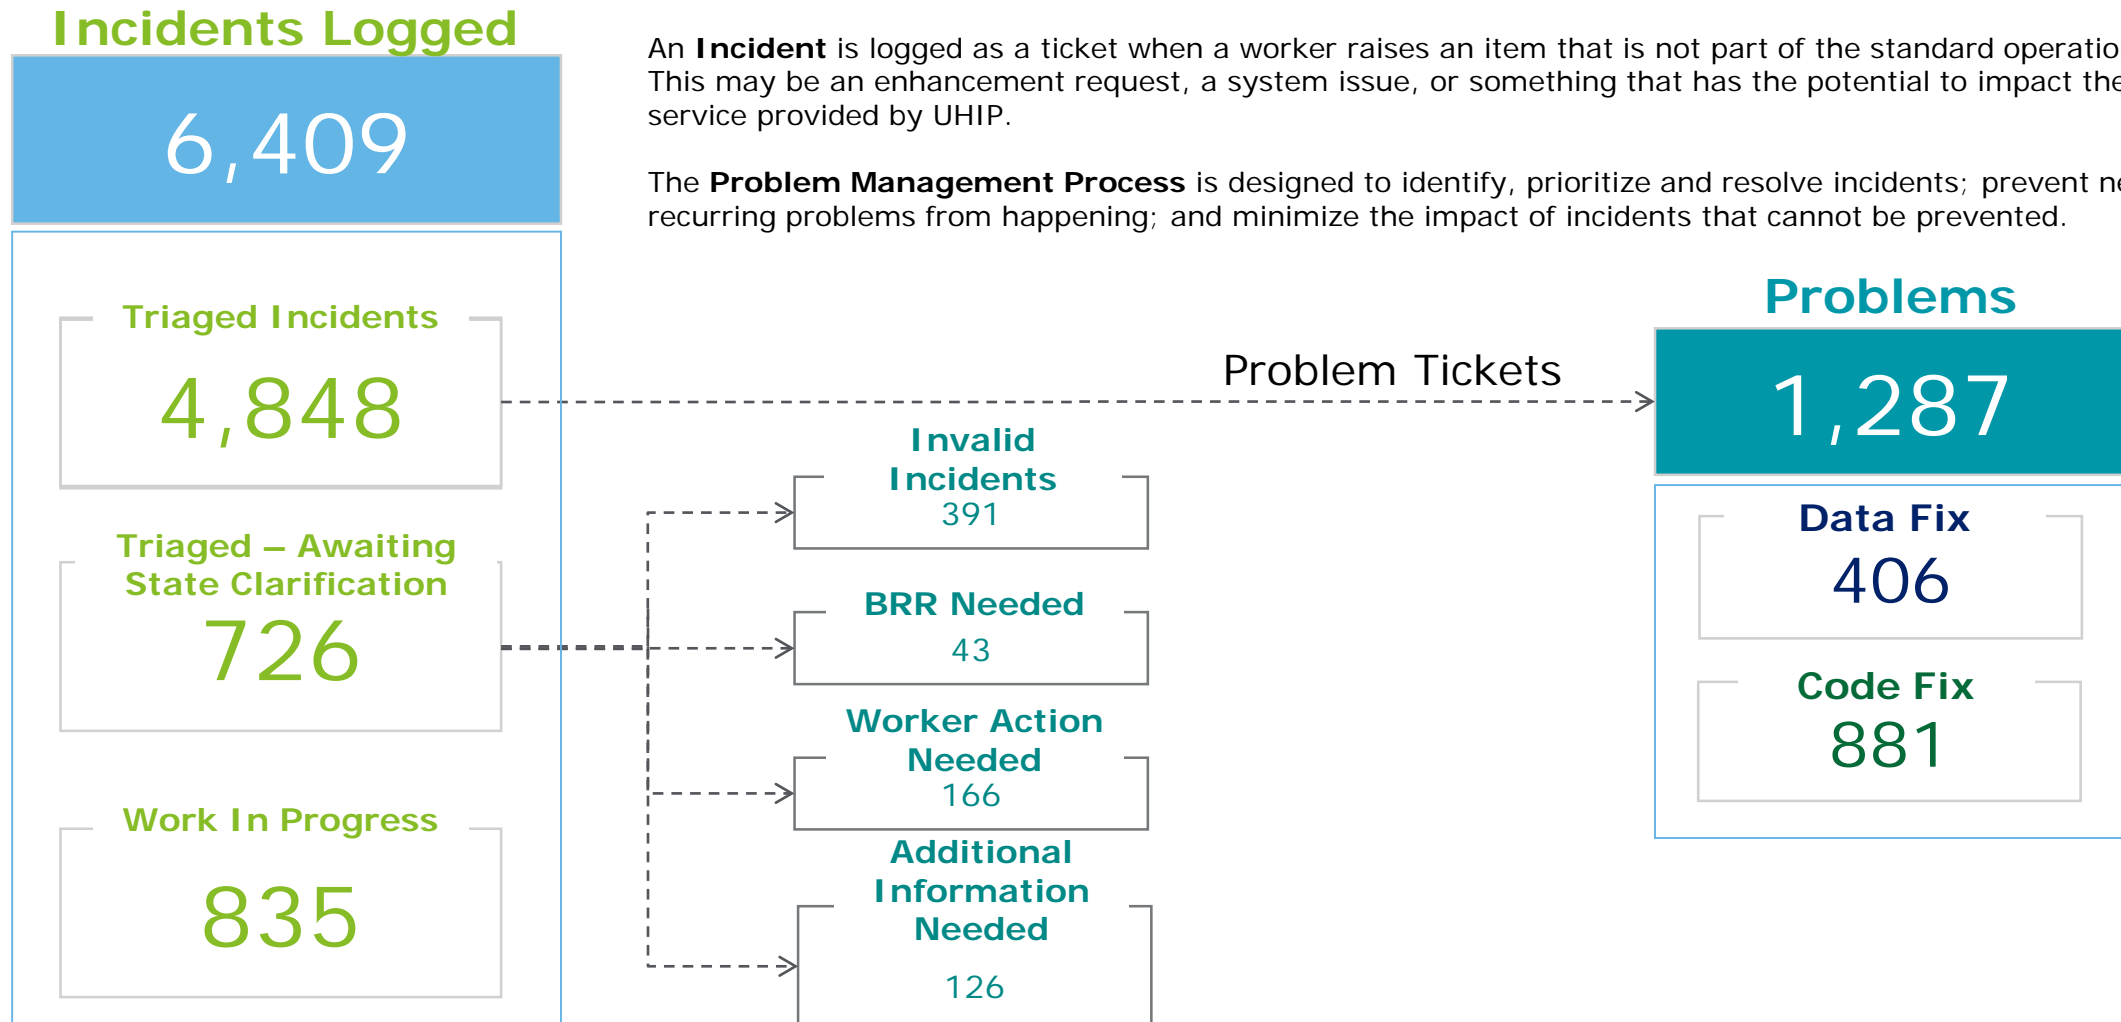 Incidents Logged
6,409
An Incident is logged as a ticket when a worker raises an item that is not part of the standard
This may be an enhancement request, a system issue, or something that has the potential to impact the
service provided by UHIP.
The Problem Management Process is designed to identify, prioritize and resolve incidents; prevent
recurring problems from happening; and minimize the impact of incidents that cannot be prevented.
Triaged Incidents
4,848
Triaged – Awaiting
State Clarification
726
Work In Progress
835
Problem Tickets
Invalid
Incidents
391
BRR Needed
43
Worker Action
Needed
166
Additional
Information
Needed
126
Problems
1,287
Data Fix
406
Code Fix
881